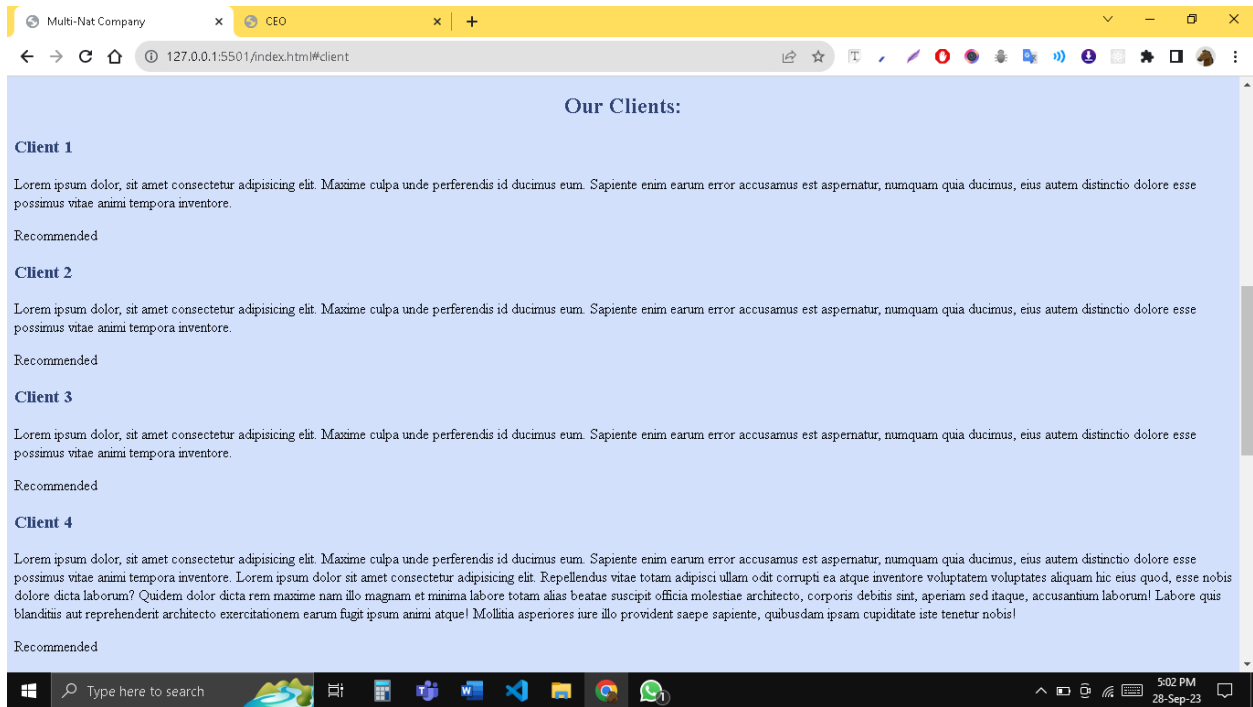 Multi-Nat Company
CEO
127.0.0.1:5501/index.html#client
Our Clients:
Client 1
Lorem ipsum dolor, sit amet consectetur adipisicing elit. Maxime culpa unde perferendis id ducimus eum. Sapiente enim earum error accusamus est aspernatur, numquam quia ducimus, eius autem distinctio dolore esse
possimus vitae animi tempora inventore.
Recommended
Client 2
Lorem ipsum dolor, sit amet consectetur adipisicing elit. Maxime culpa unde perferendis id ducimus eum. Sapiente enim earum error accusamus est aspernatur, numquam quia ducimus, eius autem distinctio dolore esse
possimus vitae animi tempora inventore.
Recommended
Client 3
Lorem ipsum dolor, sit amet consectetur adipisicing elit. Maxime culpa unde perferendis id ducimus eum. Sapiente enim earum error accusamus est aspernatur, numquam quia ducimus, eius autem distinctio dolore esse
possimus vitae animi tempora inventore.
Recommended
Client 4
Lorem ipsum dolor, sit amet consectetur adipisicing elit. Maxime culpa unde perferendis id ducimus eum. Sapiente enim earum error accusamus est aspernatur, numquam quia ducimus, eius autem distinctio dolore esse
possimus vitae animi tempora inventore. Lorem ipsum dolor sit amet consectetur adipisicing elit. Repellendus vitae totam adipisci ullam odit corrupti ea atque inventore voluptatem voluptates aliquam hic eius quod, esse nobis
dolore dicta laborum? Quidem dolor dicta rem maxime nam illo magnam et minima labore totam alias beatae suscipit officia molestiae architecto, corporis debitis sint, aperiam sed itaque, accusantium laborum! Labore quis
blanditiis aut reprehenderit architecto exercitationem earum fugit ipsum animi atque! Mollitia asperiores iure illo provident saepe sapiente, quibusdam ipsam cupiditate iste tenetur nobis!
Recommended
Type here to search
5:02 PM
28-Sep-23